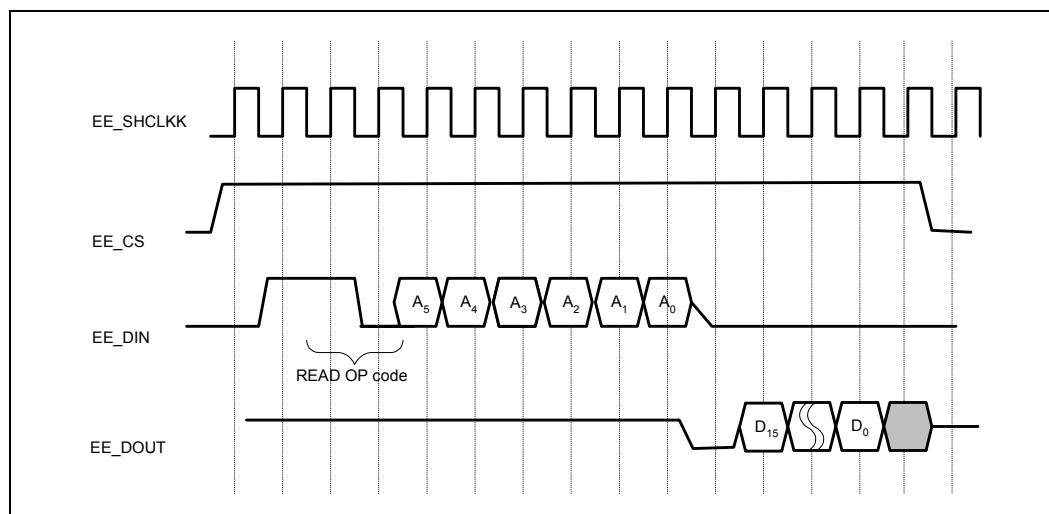 EE_SHCLKK
EE_CS
EE_DIN
A5 A4 A3 A2 A1 A0
READ OP code
EE_DOUT
D15 D0